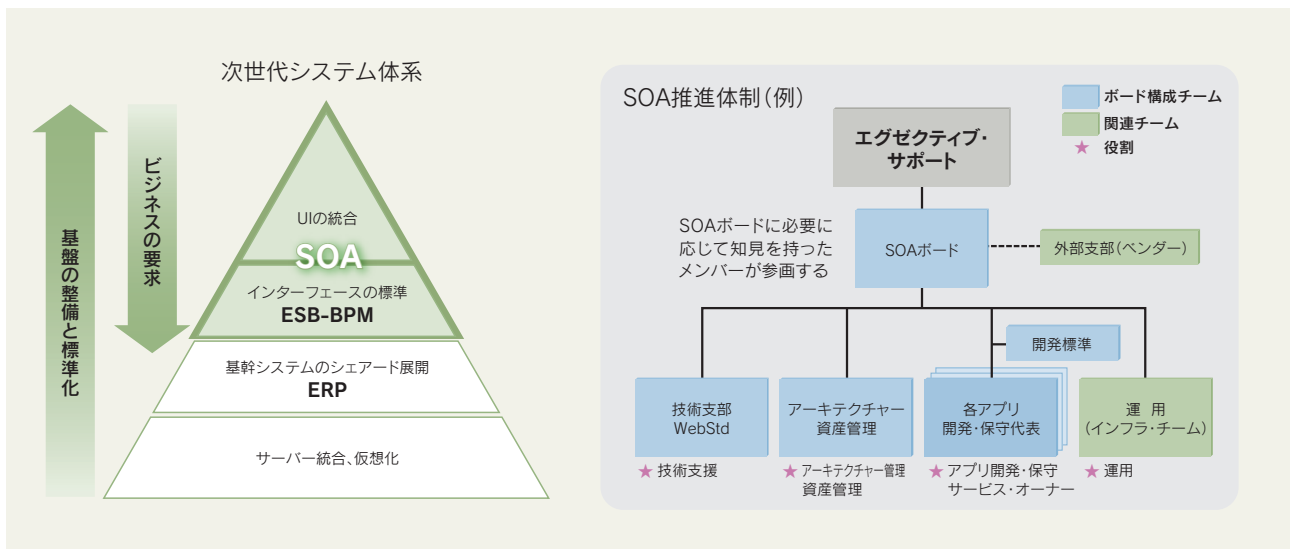 次世代システム体系
基盤の整備と標準化
ビジネスの要求
UIの統合
SOA
インターフェースの標準
ESB-BPM
基幹システムのシェアード展開
ERP
サーバー統合、仮想化
SOA推進体制(例)
ボード構成チーム
関連チーム
★ 役割
エグゼクティブ・
サポート
SOAボードに必要に
応じて知見を持った
メンバーが参画する
SOAボード
外部支部(ベンダー)
開発標準
技術支部
WebStd
アーキテクチャー
資産管理
各アプリ
開発・保守代表
運 用
(インフラ・チーム)
★ 技術支援
★ アーキテクチャー管理
資産管理
★ アプリ開発・保守
サービス・オーナー
★ 運用